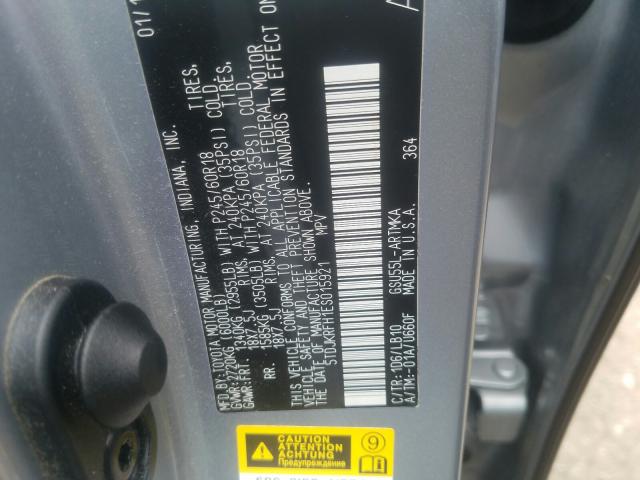 MFD.BY:TOYOTA MOTOR MANUFACTURING, INDIANA, INC. 01/1
GVWR:2720KG(6000LB)
GAWR:FRT. 1340KG (2955LB) WITH P245/60R18 TIRES,
18X7.5J RIMS, AT 240KPA (35PSI) COLD
RR. 1585KG (3505LB) WITH P245/60R18 TIRES,
18X7.5J RIMS, AT 240KPA (35PSI) COLD.
THIS VEHICLE CONFORMS TO ALL APPLICABLE FEDERAL MOTOR
VEHICLE SAFETY AND THEFT PREVENTION STANDARDS IN EFFECT ON
THE DATE OF MANUFACTURE SHOWN ABOVE.
5TDJKRFH1ES015921 MPV A
364
C/TR:1D6/LB10 GSU55L-ARTMKA
A/TM:-01A/U660F MADE IN U.S.A.
CAUTION
ATTENTION
Предупреждение
9